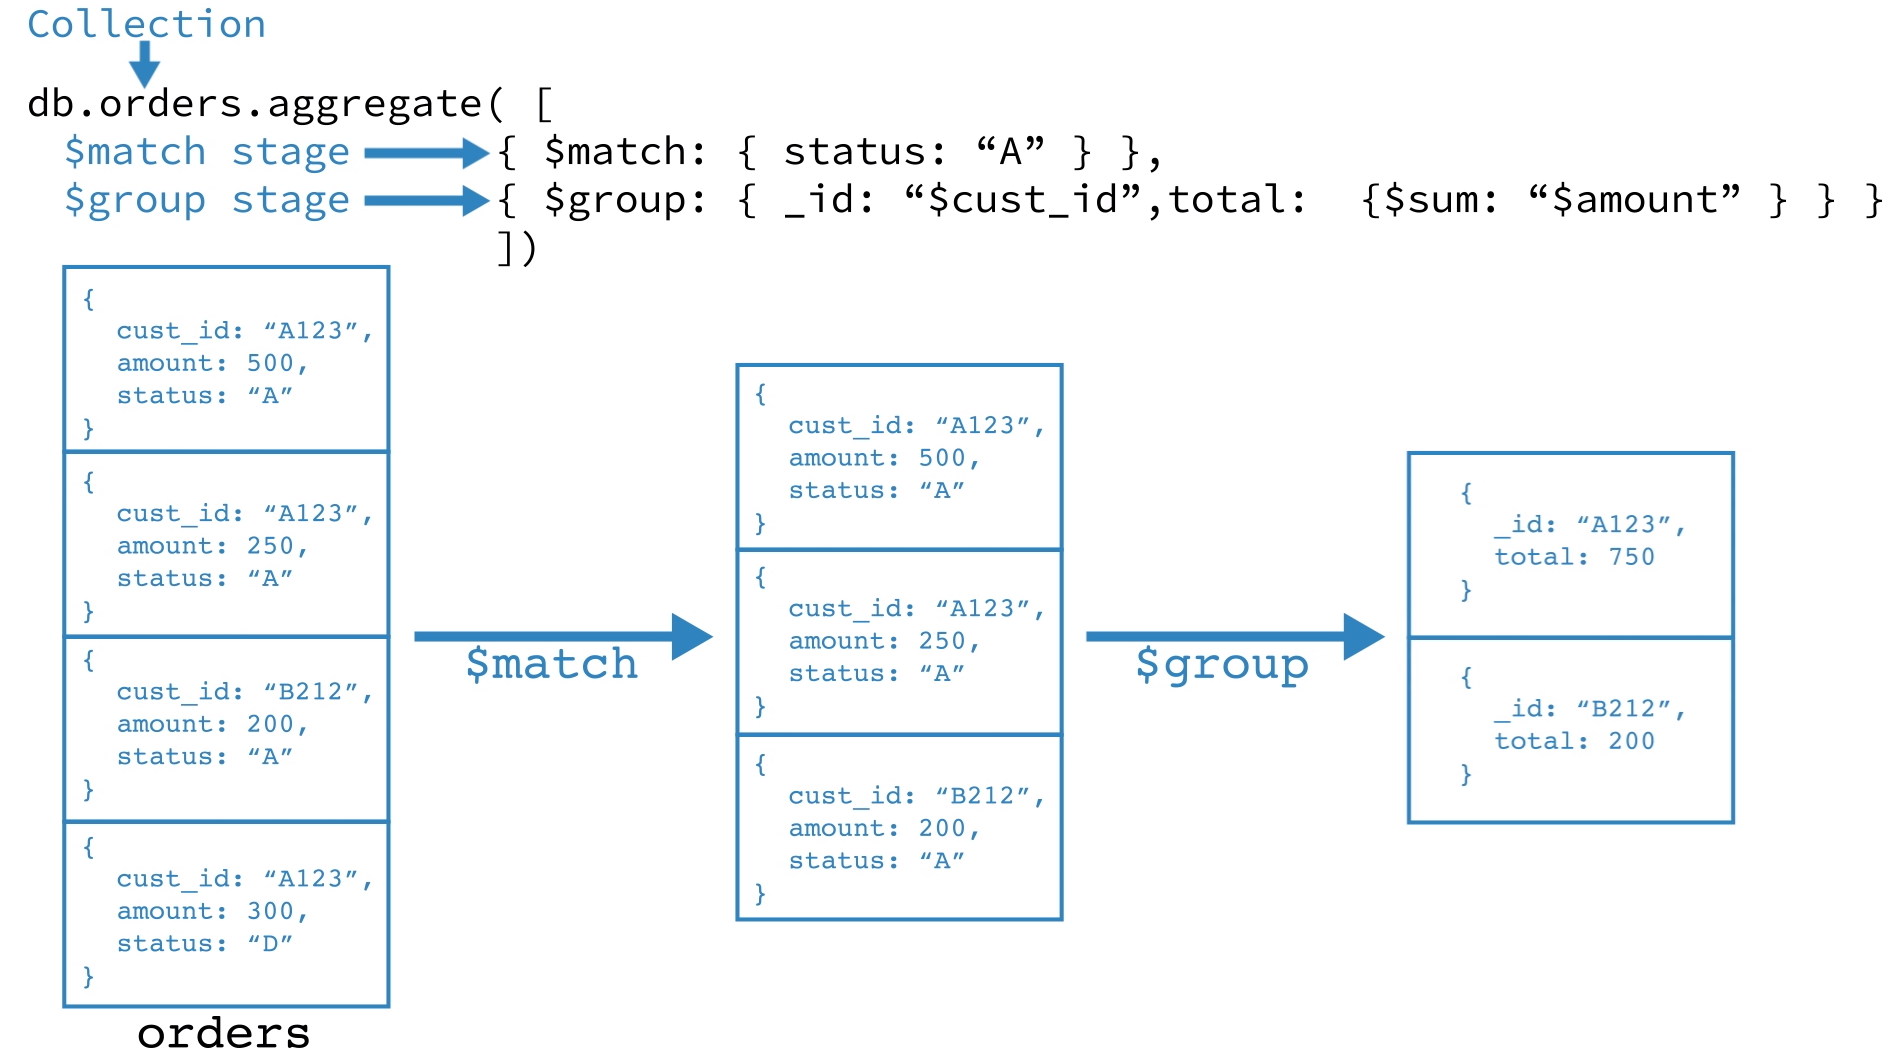 Collection
db.orders.aggregate( [
$match stage { $match: { status: “A” } },
$group stage { $group: { _id: “$cust_id”,total: {$sum: “$amount” } } }
])
{
cust_id: “A123”,
amount: 500,
status: “A”
}
{
cust_id: “A123”,
amount: 250,
status: “A”
}
{
cust_id: “B212”,
amount: 200,
status: “A”
}
{
cust_id: “A123”,
amount: 300,
status: “D”
}
orders
$match
{
cust_id: “A123”,
amount: 500,
status: “A”
}
{
cust_id: “A123”,
amount: 250,
status: “A”
}
{
cust_id: “B212”,
amount: 200,
status: “A”
}
$group
{
_id: “A123”,
total: 750
}
{
_id: “B212”,
total: 200
}